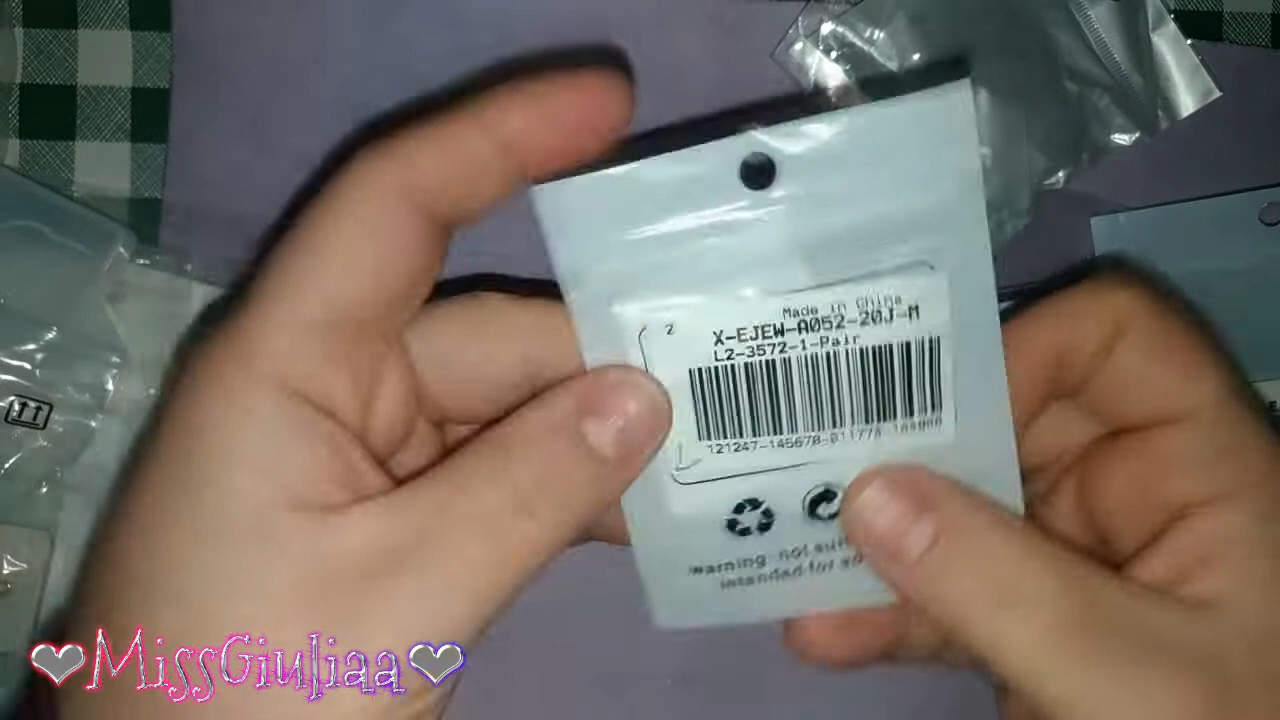 Made in China
X-EJEW-A052-20J-M
L2-3572-1-Pair
2
warning not
intended for
MissGiuliaa